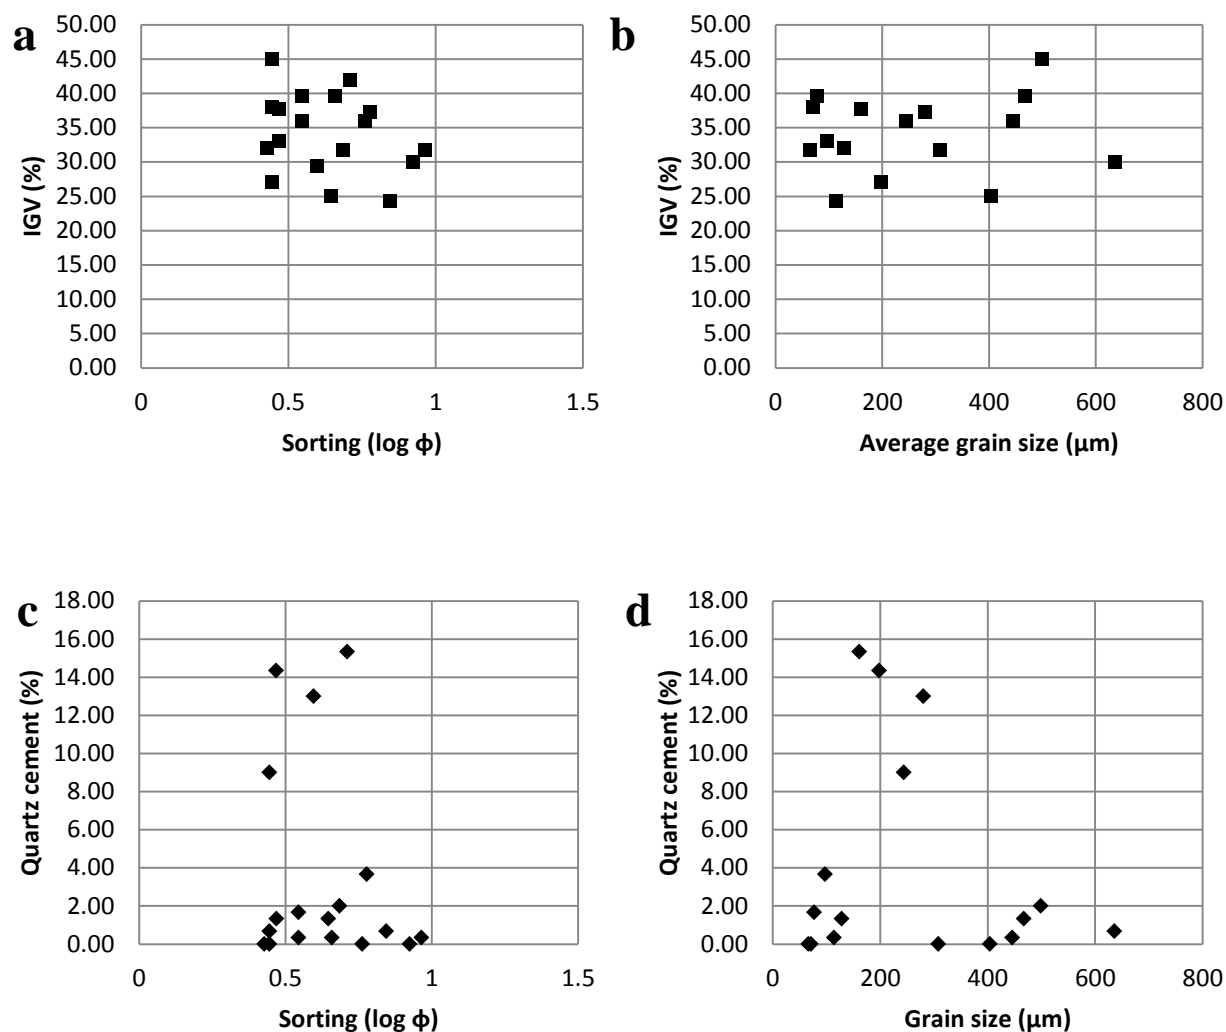 a
50.00
45.00
40.00
35.00
30.00
25.00
20.00
15.00
10.00
5.00
0.00
IGV (%)
0 0.5 1 1.5
Sorting (log ϕ)
b
50.00
45.00
40.00
35.00
30.00
25.00
20.00
15.00
10.00
5.00
0.00
IGV (%)
0 200 400 600 800
Average grain size (µm)
c
18.00
16.00
14.00
12.00
10.00
8.00
6.00
4.00
2.00
0.00
Quartz cement (%)
0 0.5 1 1.5
Sorting (log ϕ)
d
18.00
16.00
14.00
12.00
10.00
8.00
6.00
4.00
2.00
0.00
Quartz cement (%)
0 200 400 600 800
Grain size (µm)